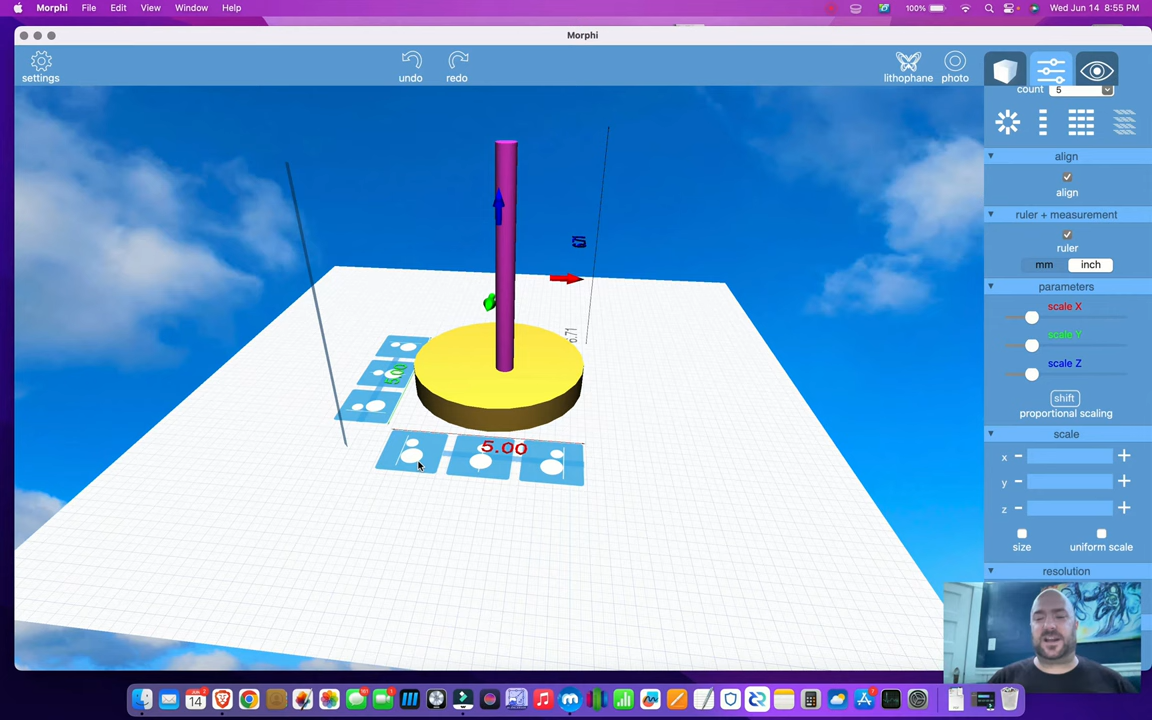 Morphi File Edit View Window Help
100% Wed Jun 14 8:55 PM
Morphi
settings
undo
redo
lithophane
photo
count 5
align
align
ruler + measurement
ruler
mm inch
parameters
scale X
scale Y
scale Z
shift
proportional scaling
scale
x
y
z
size
uniform scale
resolution
5.00
5.00
14